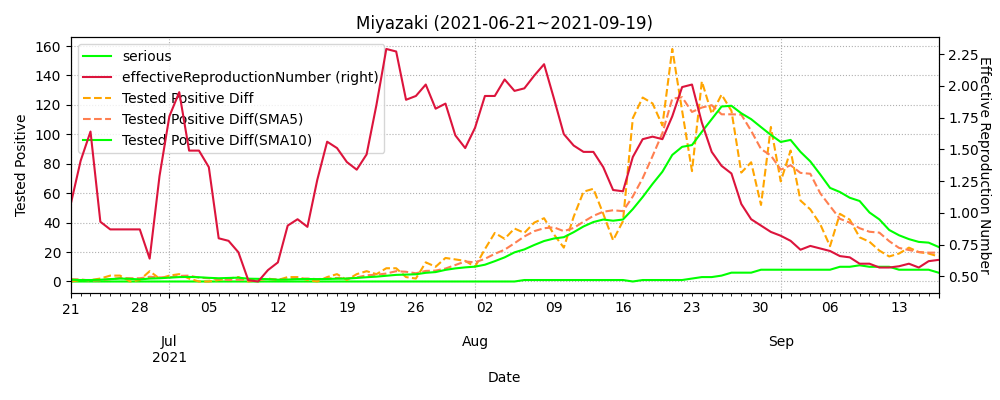 Miyazaki (2021-06-21~2021-09-19)
serious
effectiveReproductionNumber (right)
Tested Positive Diff
Tested Positive Diff(SMA5)
Tested Positive Diff(SMA10)
Tested Positive
160
140
120
100
80
60
40
20
0
2.25
2.00
1.75
1.50
1.25
1.00
0.75
0.50
Effective Reproduction Number
21 28 05 12 19 26 02 09 16 23 30 06 13
Jul Aug Sep
2021
Date